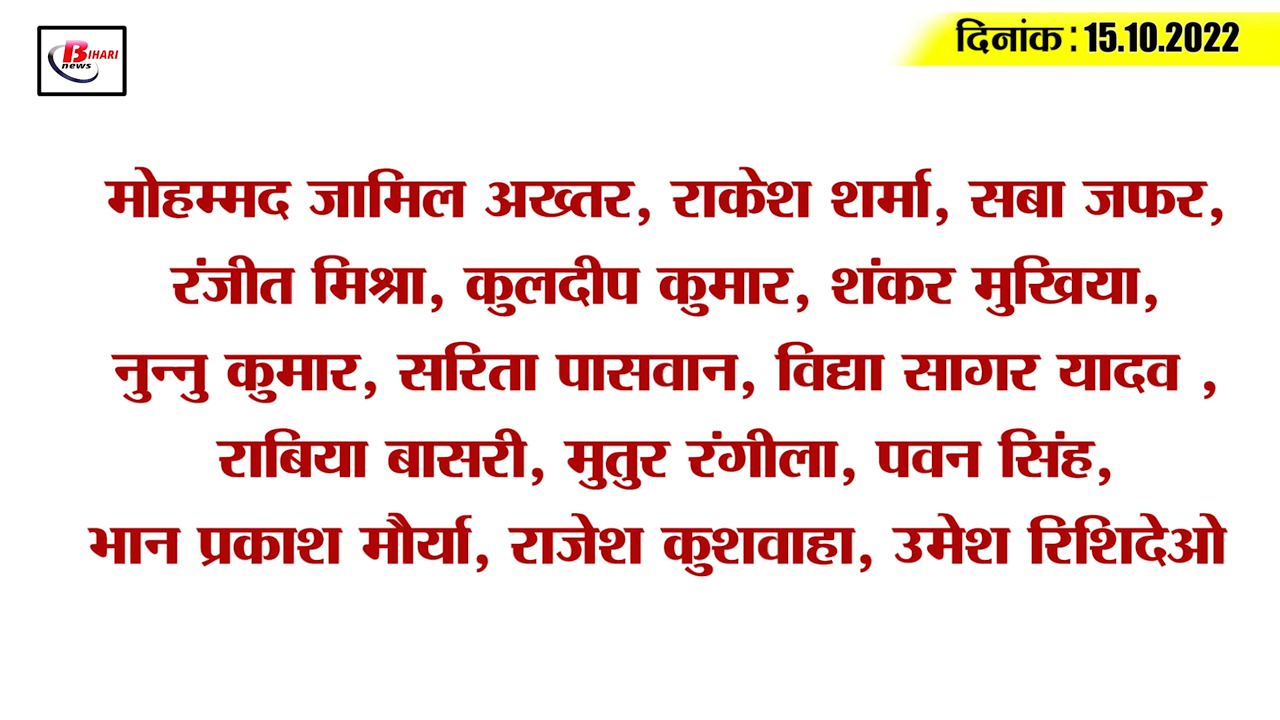 BIHARI
news
दिनांक : 15.10.2022
मोहम्मद जामिल अख्तर, राकेश शर्मा, सबा जफर,
रंजीत मिश्रा, कुलदीप कुमार, शंकर मुखिया,
नुन्नु कुमार, सरिता पासवान, विद्या सागर यादव ,
राबिया बासरी, मुतुर रंगीला, पवन सिंह,
भान प्रकाश मौर्या, राजेश कुशवाहा, उमेश रिशिदेओ